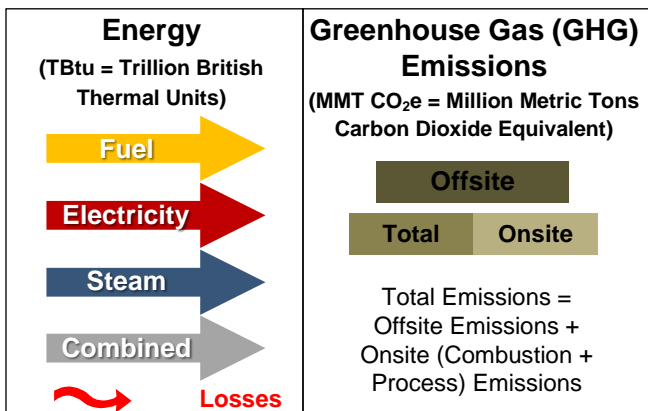 Energy
(TBtu = Trillion British
Thermal Units)
Fuel
Electricity
Steam
Combined
Losses
Greenhouse Gas (GHG)
Emissions
(MMT CO₂e = Million Metric Tons
Carbon Dioxide Equivalent)
Offsite
Total Onsite
Total Emissions =
Offsite Emissions +
Onsite (Combustion +
Process) Emissions